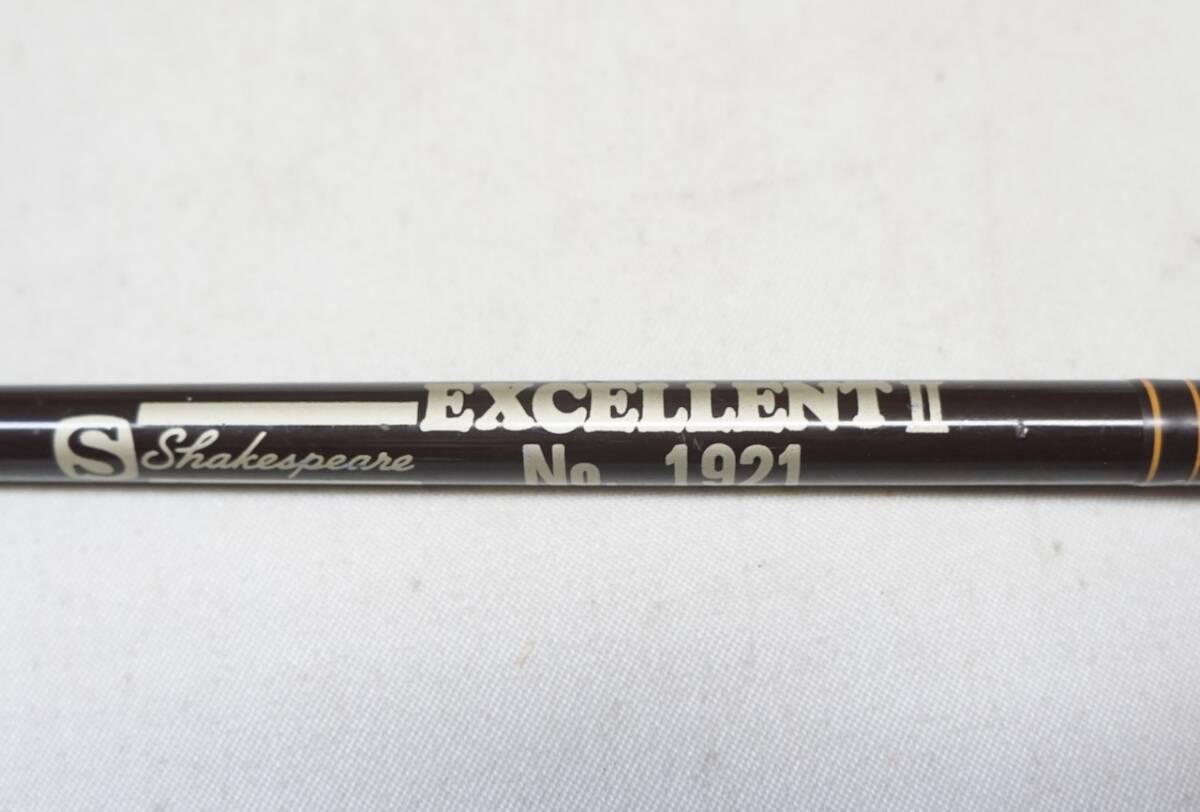 S Shakespeare
EXCELLENT II
No. 1921